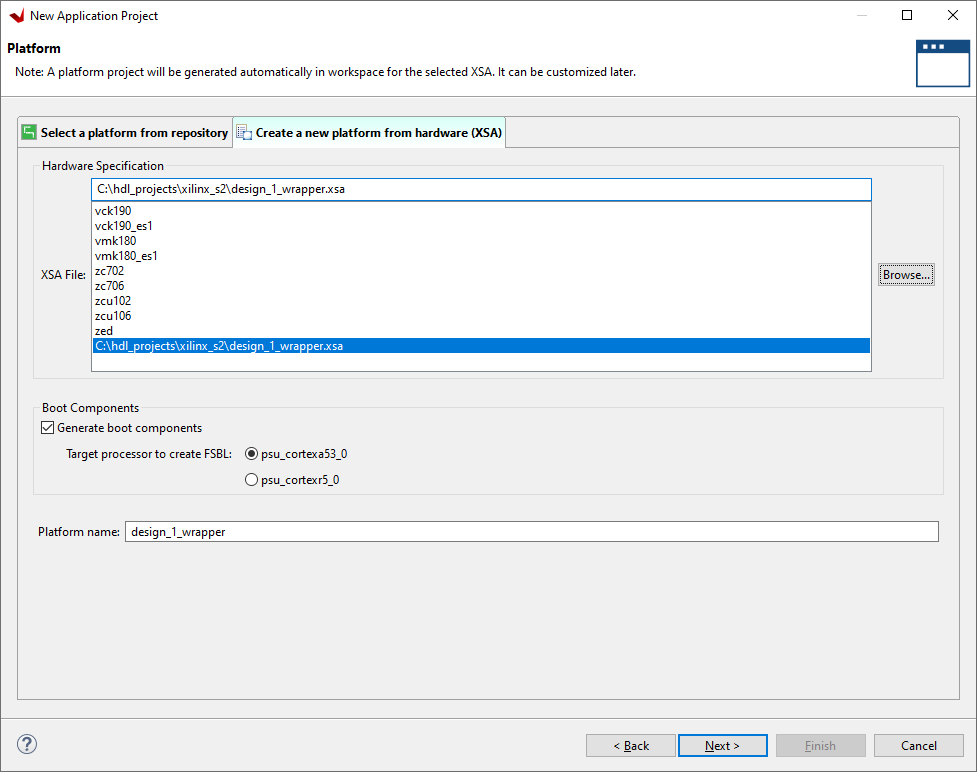 New Application Project
Platform
Note: A platform project will be generated automatically in workspace for the selected XSA. It can be customized later.
Select a platform from repository
Create a new platform from hardware (XSA)
Hardware Specification
C:\hdl_projects\xilinx_s2\design_1_wrapper.xsa
vck190
vck190_es1
vmk180
vmk180_es1
zc702
XSA File:
Browse...
zc706
zcu102
zcu106
zed
C:\hdl_projects\xilinx_s2\design_1_wrapper.xsa
Boot Components
Generate boot components
Target processor to create FSBL:
psu_cortexa53_0
psu_cortexr5_0
Platform name:
design_1_wrapper
?
< Back
Next >
Finish
Cancel